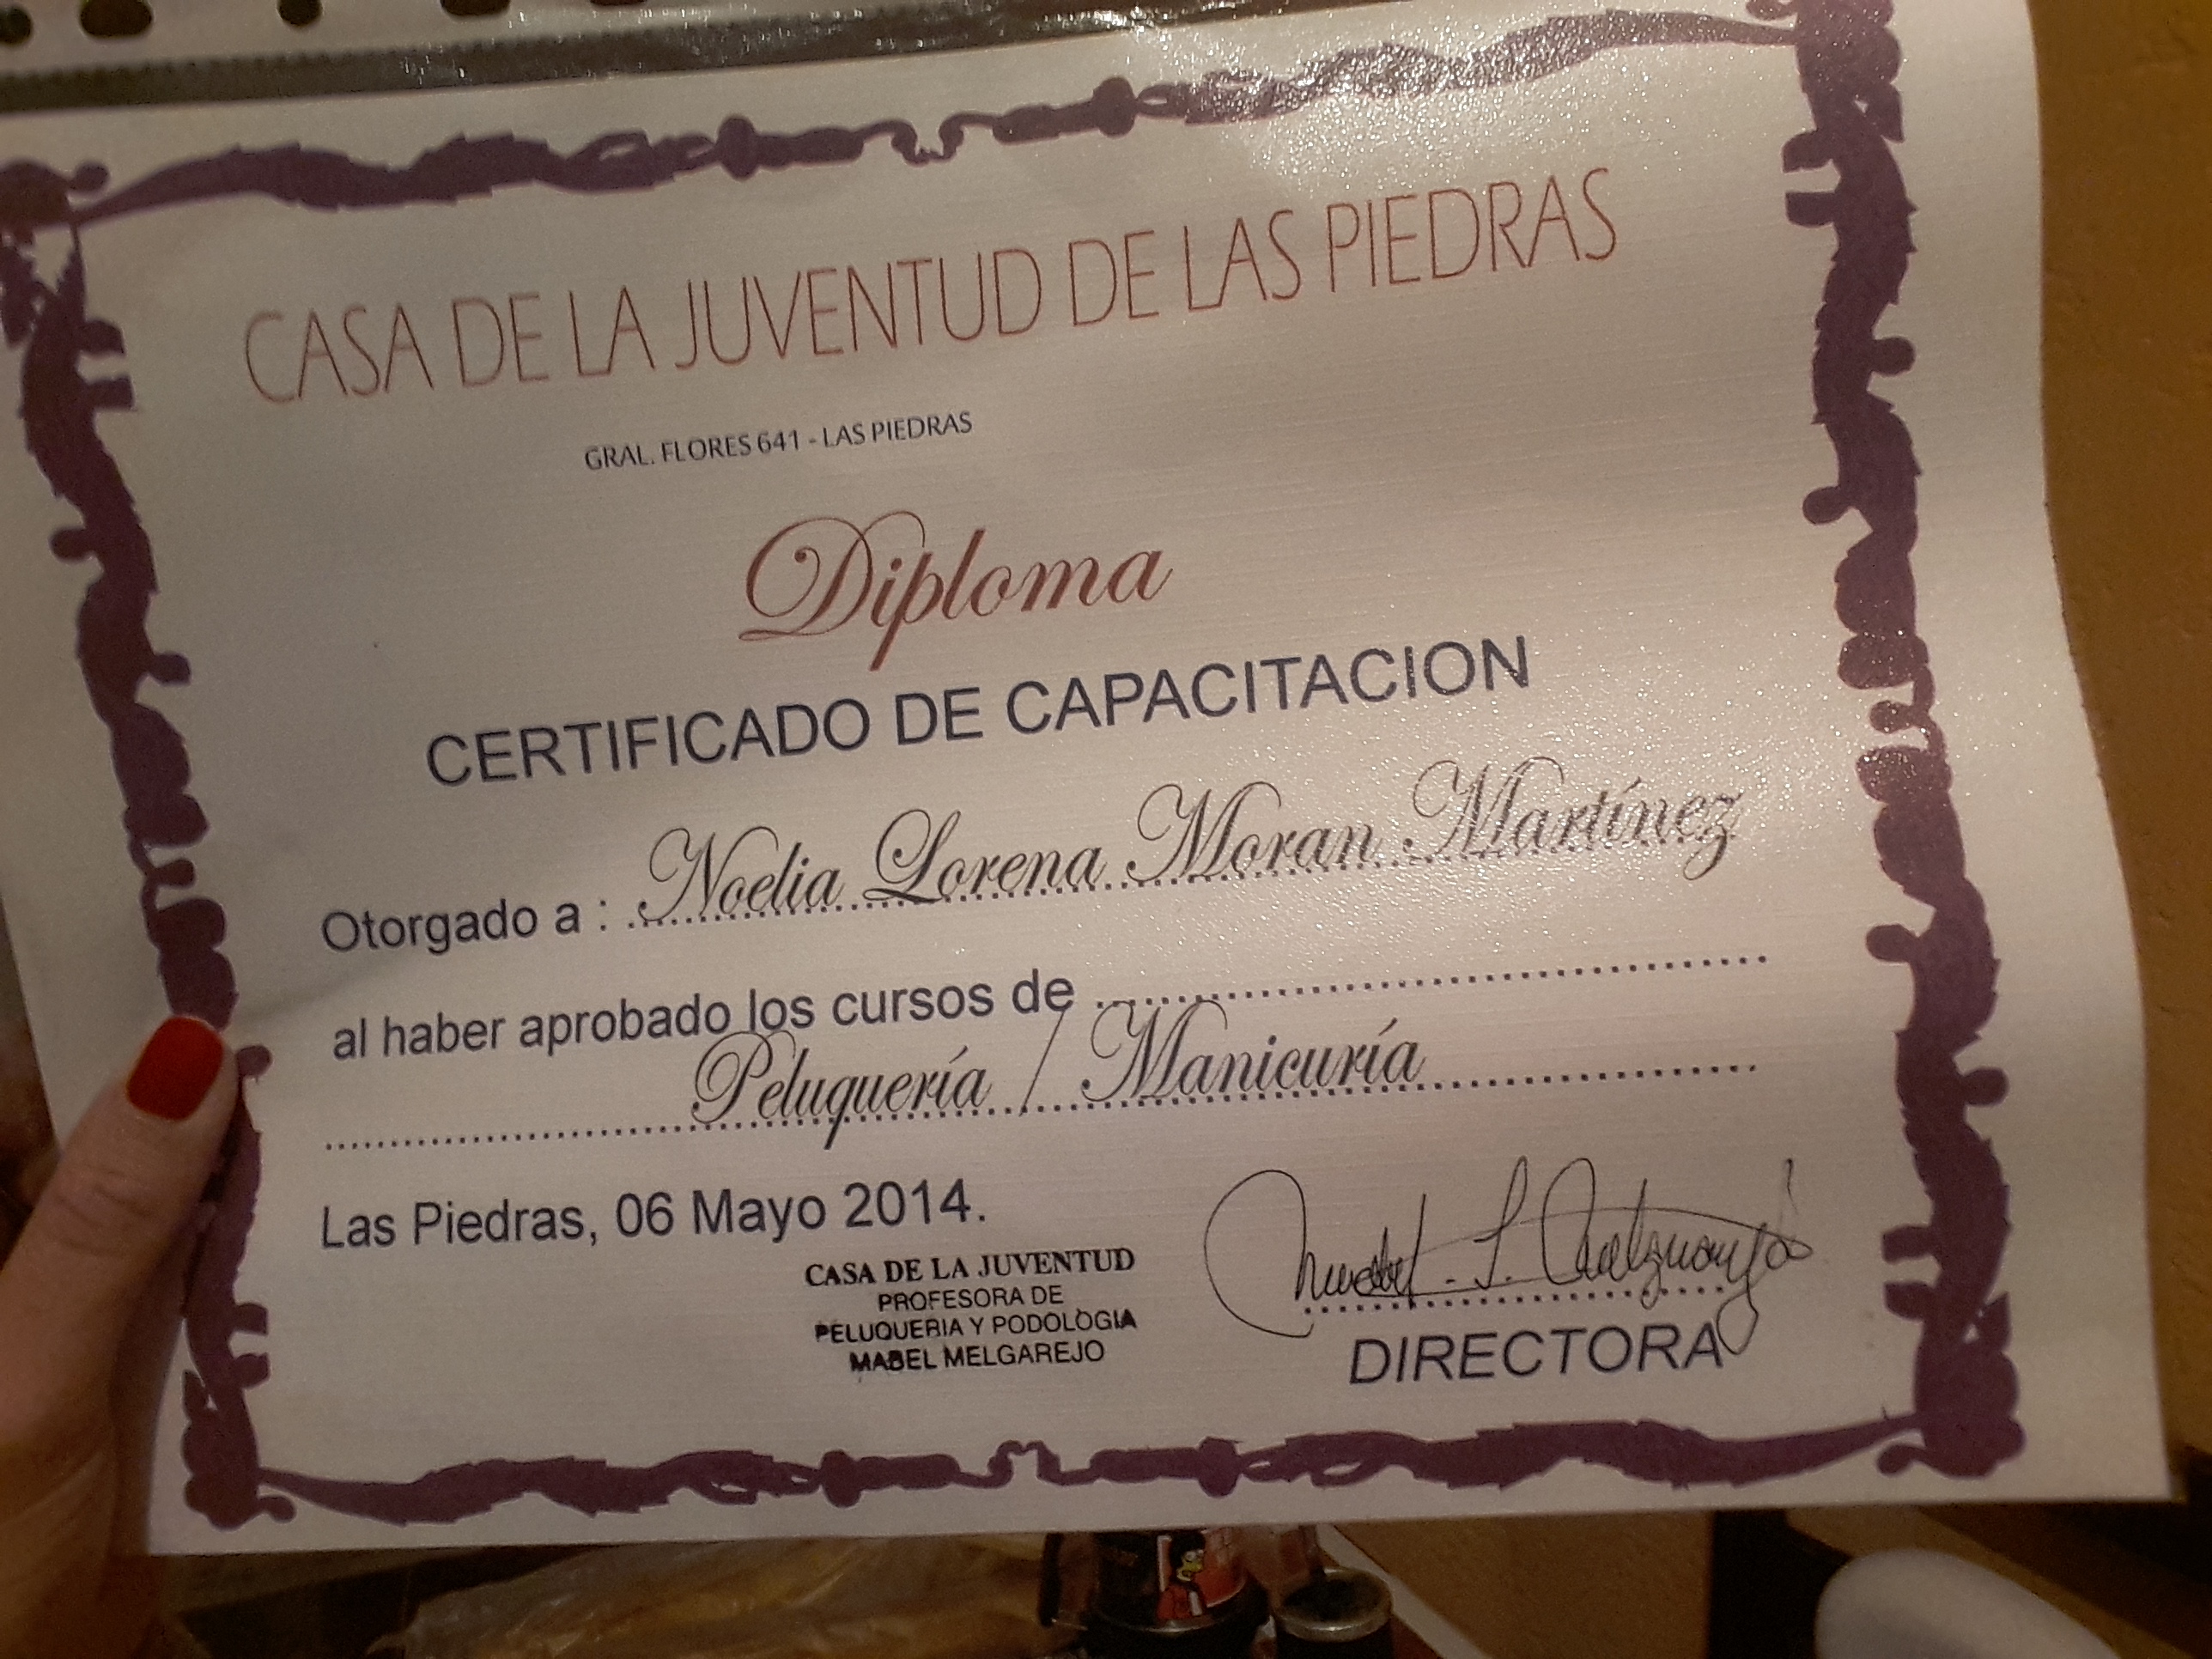 CASA DE LA JUVENTUD DE LAS PIEDRAS
GRAL. FLORES 641 - LAS PIEDRAS
Diploma
CERTIFICADO DE CAPACITACION
Otorgado a : Noelia Lorena Moran Martínez
al haber aprobado los cursos de
Peluquería / Manicuría
Las Piedras, 06 Mayo 2014.
CASA DE LA JUVENTUD
PROFESORA DE
PELUQUERIA Y PODOLOGIA
MABEL MELGAREJO
DIRECTORA